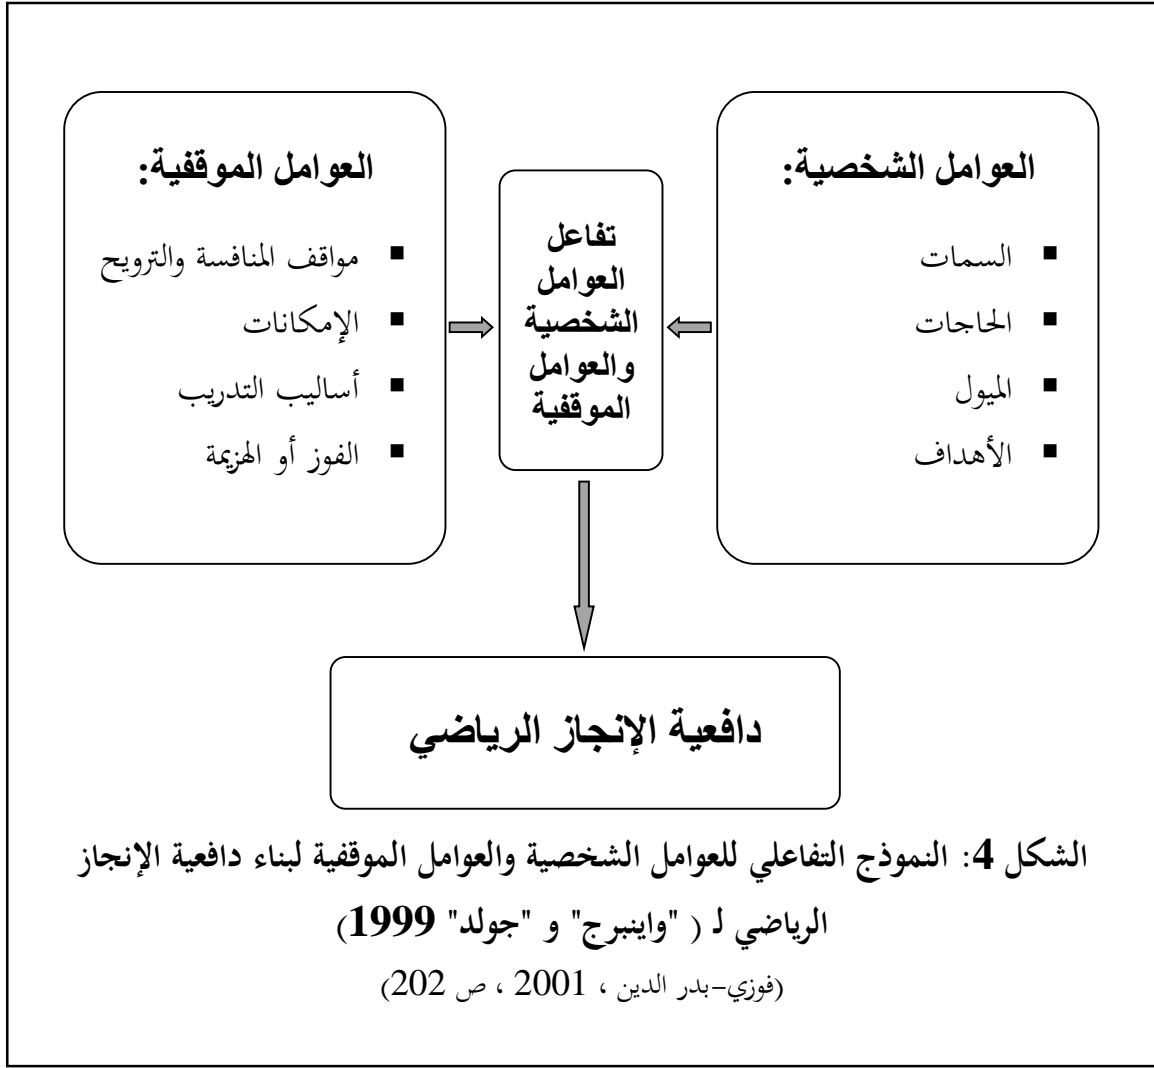 العوامل الشخصية:
▪ السمات
▪ الحاجات
▪ الميول
▪ الأهداف
تفاعل
العوامل
الشخصية
والعوامل
الموقفية
العوامل الموقفية:
▪ مواقف المنافسة والترويح
▪ الإمكانات
▪ أساليب التدريب
▪ الفوز أو الهزيمة
دافعية الإنجاز الرياضي
الشكل 4: النموذج التفاعلي للعوامل الشخصية والعوامل الموقفية لبناء دافعية الإنجاز
الرياضي لـ ( "واينبرج" و "جولد" 1999)
(فوزي-بدر الدين ، 2001 ، ص 202)